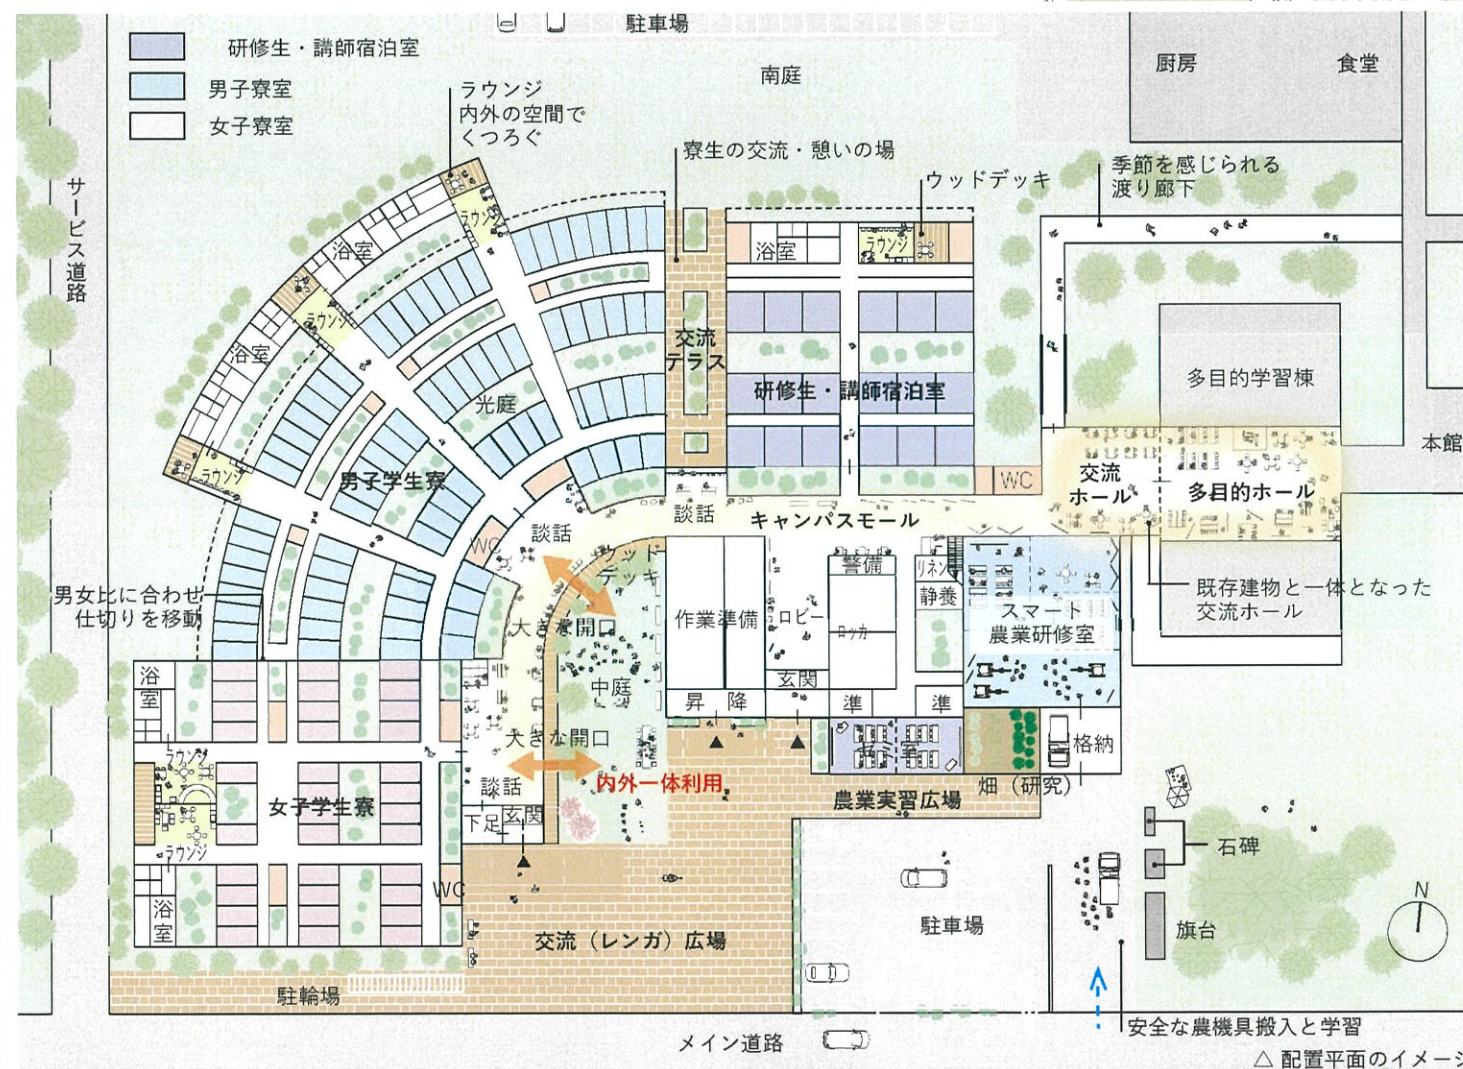 駐車場
研修生・講師宿泊室
男子寮室
女子寮室
ラウンジ
内外の空間で
くつろぐ
南庭
厨房
食堂
寮生の交流・憩いの場
ウッドデッキ
季節を感じられる
渡り廊下
サービス道路
ラウンジ
浴室
浴室
ラウンジ
ラウンジ
浴室
ラウンジ
交流
テラス
研修生・講師宿泊室
光庭
多目的学習棟
本館
男子学生寮
WC
交流
ホール
多目的ホール
談話
キャンパスモール
談話
WC
ウッド
デッキ
警備
リネン
静養
作業準備
ロビー
ロッカ
スマート
農業研修室
既存建物と一体となった
交流ホール
男女比に合わせ
仕切りを移動
大きな開口
中庭
玄関
昇降
準
準
浴
室
ラウンジ
大きな開口
談話
内外一体利用
格納
畑（研究）
農業実習広場
女子学生寮
下足
玄関
ラウンジ
石碑
WC
浴
室
交流（レンガ）広場
駐車場
旗台
N
駐輪場
メイン道路
安全な農機具搬入と学習
△ 配置平面のイメージ